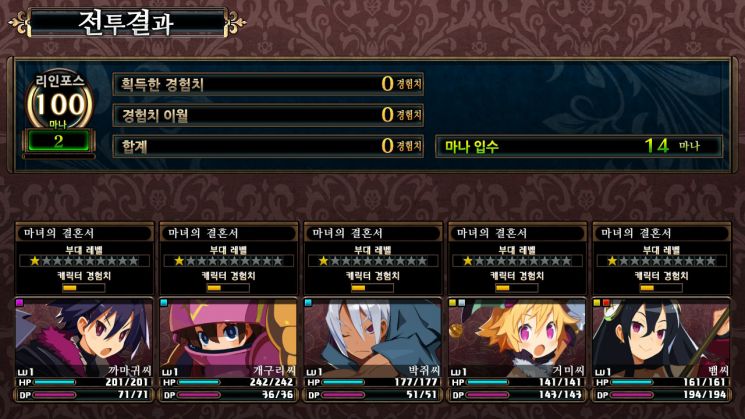 전투결과
리인포스
100
마나
2
획득한 경험치 0 경험치
경험치 이월 0 경험치
합계 0 경험치
마나 입수 14 마나
마녀의 결혼서 마녀의 결혼서 마녀의 결혼서 마녀의 결혼서 마녀의 결혼서
부대 레벨 부대 레벨 부대 레벨 부대 레벨 부대 레벨
캐릭터 경험치 캐릭터 경험치 캐릭터 경험치 캐릭터 경험치 캐릭터 경험치
LV1 까마귀씨 LV1 개구리씨 LV1 박쥐씨 LV1 거미씨 LV1 뱀씨
HP 201/201 HP 242/242 HP 177/177 HP 141/141 HP 161/161
DP 71/71 DP 36/36 DP 51/51 DP 143/143 DP 194/194